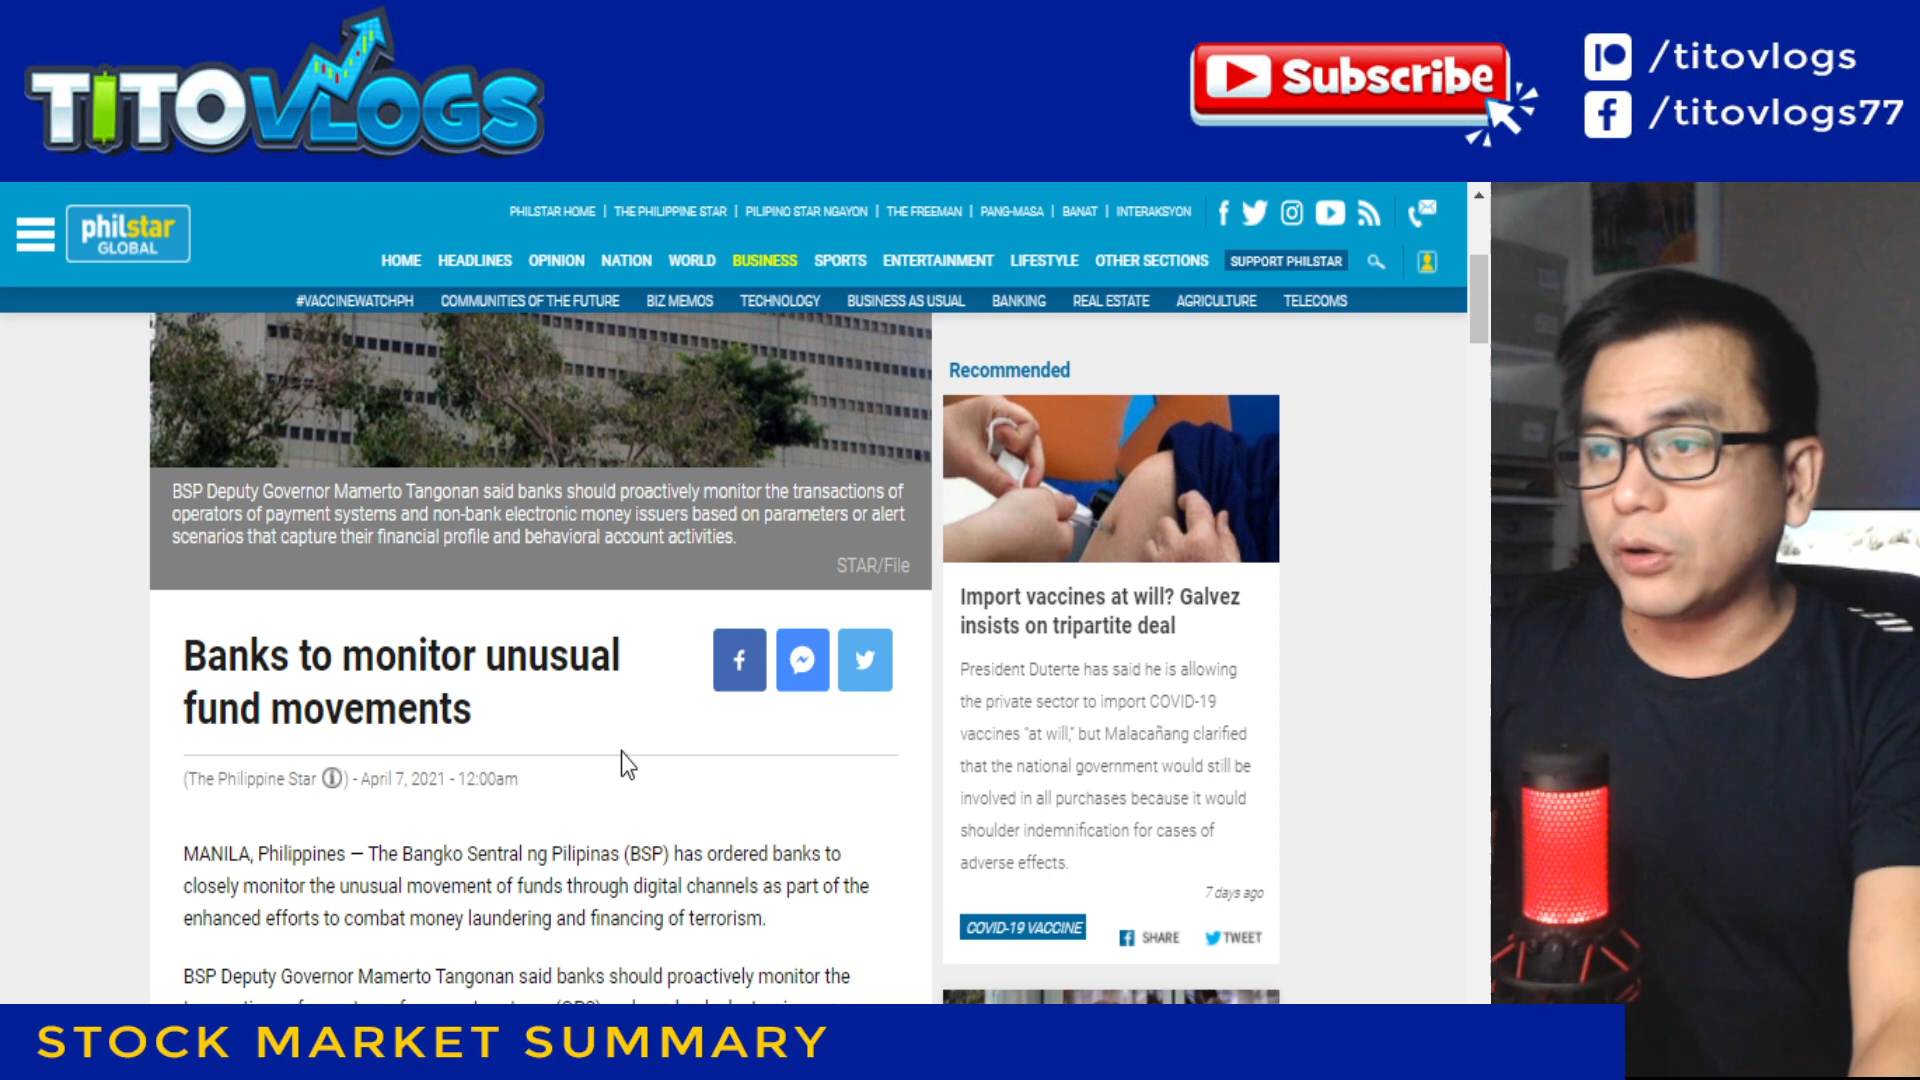 TITOVLOGS
Subscribe
/titovlogs
/titovlogs77
philstar
GLOBAL
PHILSTAR HOME | THE PHILIPPINE STAR | PILIPINO STAR NGAYON | THE FREEMAN | PANG-MASA | BANAT | INTERAKSYON
HOME HEADLINES OPINION NATION WORLD BUSINESS SPORTS ENTERTAINMENT LIFESTYLE OTHER SECTIONS SUPPORT PHILSTAR
#VACCINEWATCHPH COMMUNITIES OF THE FUTURE BIZ MEMOS TECHNOLOGY BUSINESS AS USUAL BANKING REAL ESTATE AGRICULTURE TELECOMS
BSP Deputy Governor Mamerto Tangonan said banks should proactively monitor the transactions of
operators of payment systems and non-bank electronic money issuers based on parameters or alert
scenarios that capture their financial profile and behavioral account activities.
STAR/File
Banks to monitor unusual
fund movements
(The Philippine Star ) - April 7, 2021 - 12:00am
MANILA, Philippines — The Bangko Sentral ng Pilipinas (BSP) has ordered banks to
closely monitor the unusual movement of funds through digital channels as part of the
enhanced efforts to combat money laundering and financing of terrorism.
BSP Deputy Governor Mamerto Tangonan said banks should proactively monitor the
Recommended
Import vaccines at will? Galvez
insists on tripartite deal
President Duterte has said he is allowing
the private sector to import COVID-19
vaccines “at will,” but Malacañang clarified
that the national government would still be
involved in all purchases because it would
shoulder indemnification for cases of
adverse effects.
7 days ago
COVID-19 VACCINE
SHARE TWEET
STOCK MARKET SUMMARY